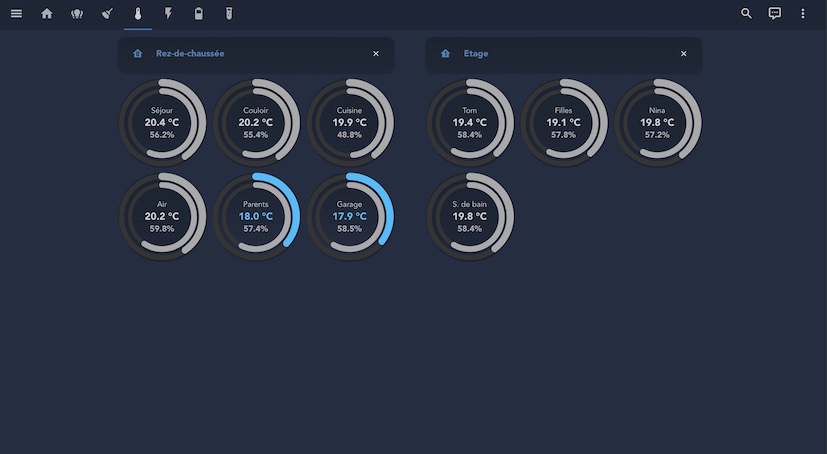 Rez-de-chaussée
Etage
Séjour
20.4 °C
56.2%
Couloir
20.2 °C
55.4%
Cuisine
19.9 °C
48.8%
Tom
19.4 °C
58.4%
Filles
19.1 °C
57.8%
Nina
19.8 °C
57.2%
Air
20.2 °C
59.8%
Parents
18.0 °C
57.4%
Garage
17.9 °C
58.5%
S. de bain
19.8 °C
58.4%